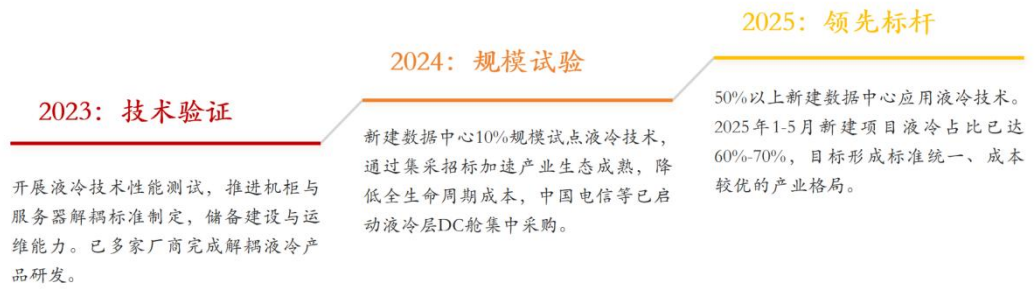 2023：技术验证
开展液冷技术性能测试，推进机柜与
服务器解耦标准制定，储备建设与运
维能力。已多家厂商完成解耦液冷产
品研发。
2024：规模试验
新建数据中心10%规模试点液冷技术，
通过集采招标加速产业生态成熟，降
低全生命周期成本，中国电信等已启
动液冷层DC舱集中采购。
2025：领先标杆
50%以上新建数据中心应用液冷技术。
2025年1-5月新建项目液冷占比已达
60%-70%，目标形成标准统一、成本
较优的产业格局。